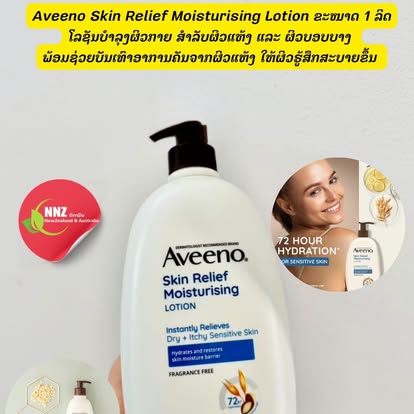 Aveeno Skin Relief Moisturising Lotion ຂະໜາດ 1 ລິດ
ໂລຊັນບຳລຸງຜິວກາຍ ສຳລັບຜິວແຫ້ງ ແລະ ຜິວບອບບາງ
ພ້ອມຊ່ວຍບັນເທົາອາການຄັນຈາກຜິວແຫ້ງ ໃຫ້ຜິວຮູ້ສຶກສະບາຍຂຶ້ນ
NNZ
NewZealand & Australia
72 HOUR
HYDRATION*
FOR SENSITIVE SKIN
Aveeno
DERMATOLOGIST RECOMMENDED BRAND
Aveeno
Skin Relief
Moisturising
LOTION
Instantly Relieves
Dry + Itchy Sensitive Skin
Hydrates and restores
skin moisture barrier
FRAGRANCE FREE
72hr